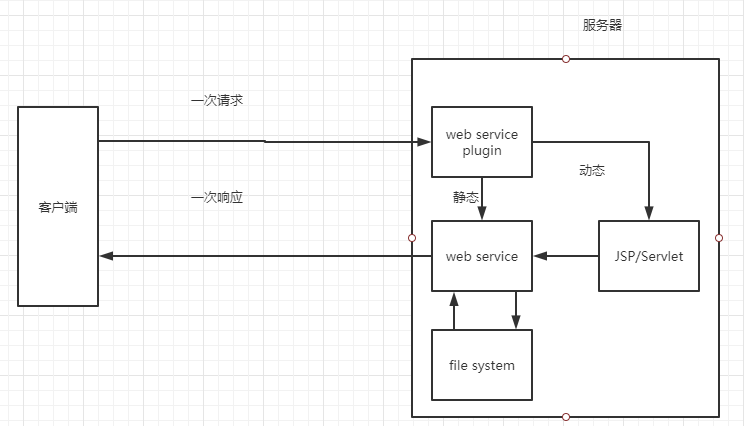 服务器
一次请求
web service
plugin
动态
一次响应
静态
客户端
web service
JSP/Servlet
file system